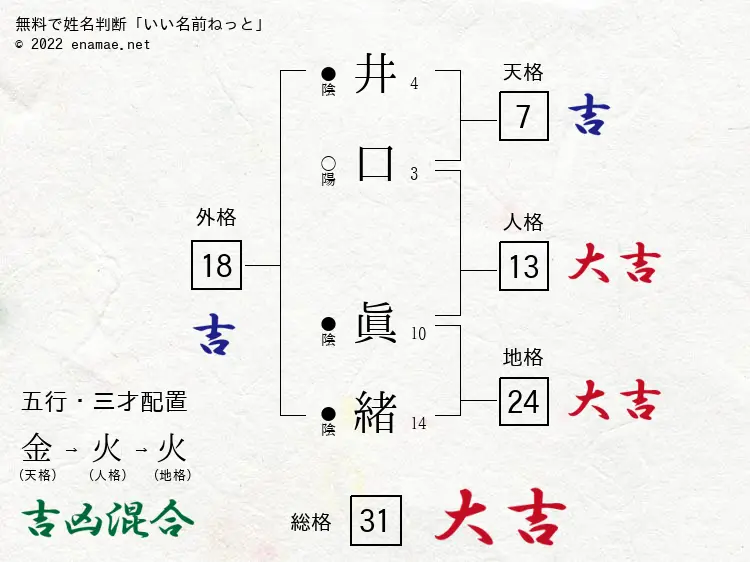 無料で姓名判断「いい名前ねっと」
© 2022 enamae.net
●陰 井 4
○陽 口 3
●陰 眞 10
●陰 緒 14
天格
7 吉
人格
13 大吉
地格
24 大吉
外格
18
吉
五行・三才配置
金 → 火 → 火
(天格) (人格) (地格)
吉凶混合
総格 31 大吉